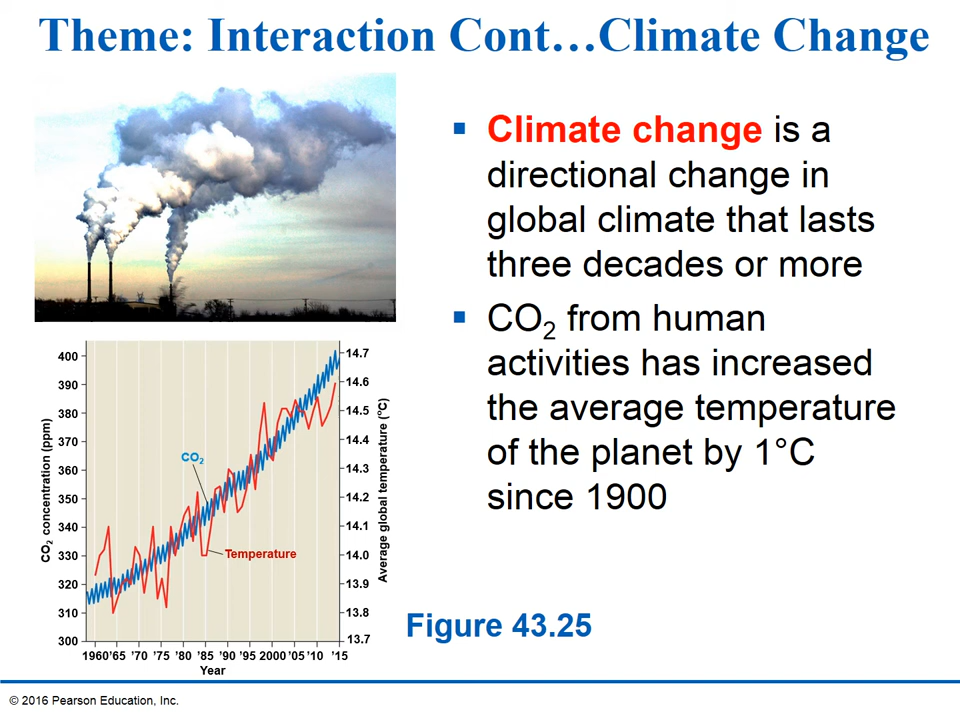 Theme: Interaction Cont…Climate Change
▪ Climate change is a
directional change in
global climate that lasts
three decades or more
▪ CO₂ from human
activities has increased
the average temperature
of the planet by 1°C
since 1900
400
390
380
370
360
350
340
330
320
310
300
CO₂ concentration (ppm)
14.7
14.6
14.5
14.4
14.3
14.2
14.1
14.0
13.9
13.8
13.7
Average global temperature (°C)
CO₂
Temperature
1960 ’65 ’70 ’75 ’80 ’85 ’90 ’95 2000 ’05 ’10 ’15
Year
Figure 43.25
© 2016 Pearson Education, Inc.